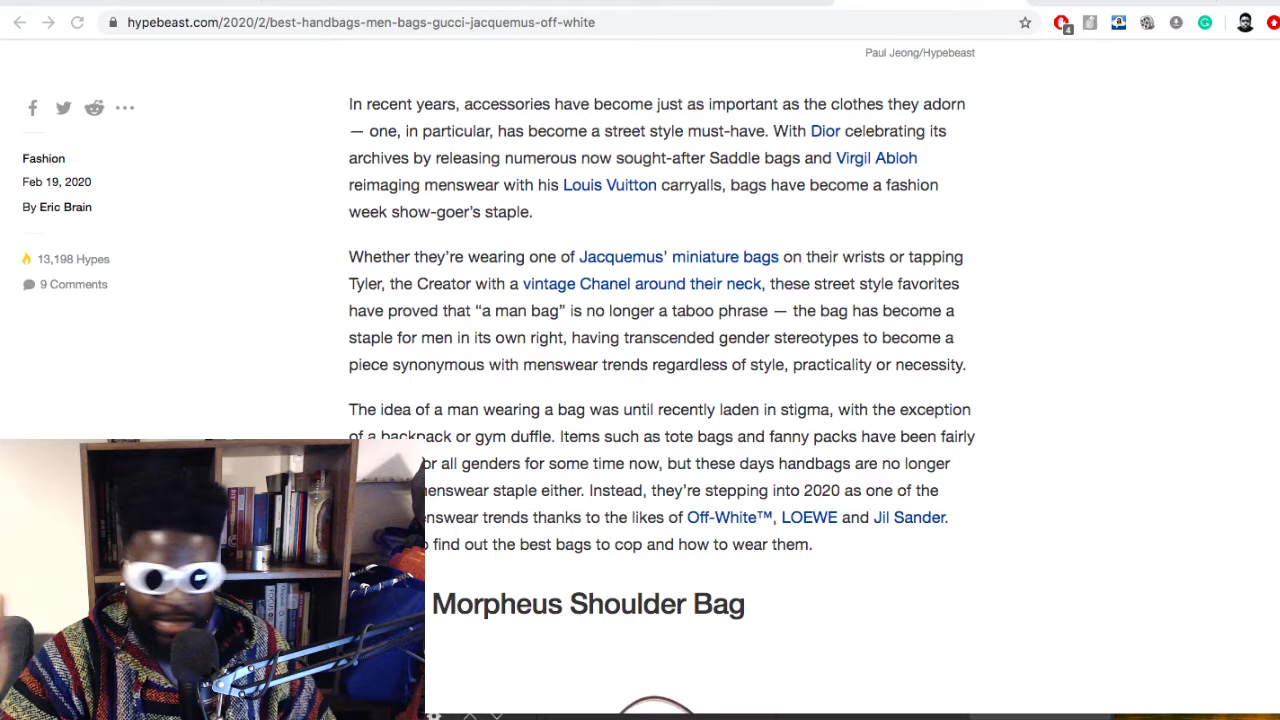 hypebeast.com/2020/2/best-handbags-men-bags-gucci-jacquemus-off-white
4
Paul Jeong/Hypebeast
Fashion
Feb 19, 2020
By Eric Brain
13,198 Hypes
9 Comments
In recent years, accessories have become just as important as the clothes they adorn
— one, in particular, has become a street style must-have. With Dior celebrating its
archives by releasing numerous now sought-after Saddle bags and Virgil Abloh
reimaging menswear with his Louis Vuitton carryalls, bags have become a fashion
week show-goer’s staple.
Whether they’re wearing one of Jacquemus’ miniature bags on their wrists or tapping
Tyler, the Creator with a vintage Chanel around their neck, these street style favorites
have proved that “a man bag” is no longer a taboo phrase — the bag has become a
staple for men in its own right, having transcended gender stereotypes to become a
piece synonymous with menswear trends regardless of style, practicality or necessity.
The idea of a man wearing a bag was until recently laden in stigma, with the exception
of a backpack or gym duffle. Items such as tote bags and fanny packs have been fairly
for all genders for some time now, but these days handbags are no longer
menswear staple either. Instead, they’re stepping into 2020 as one of the
menswear trends thanks to the likes of Off-White™, LOEWE and Jil Sander.
find out the best bags to cop and how to wear them.
Morpheus Shoulder Bag
FOCUS